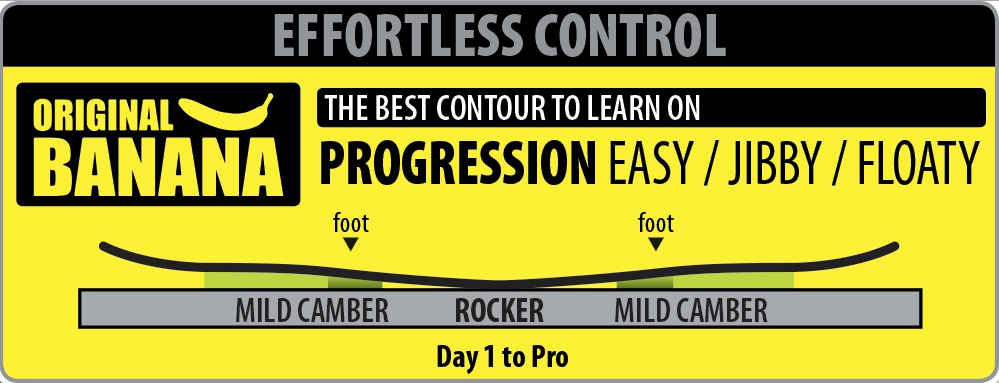 EFFORTLESS CONTROL
ORIGINAL
BANANA
THE BEST CONTOUR TO LEARN ON
PROGRESSION EASY / JIBBY / FLOATY
foot foot
MILD CAMBER ROCKER MILD CAMBER
Day 1 to Pro